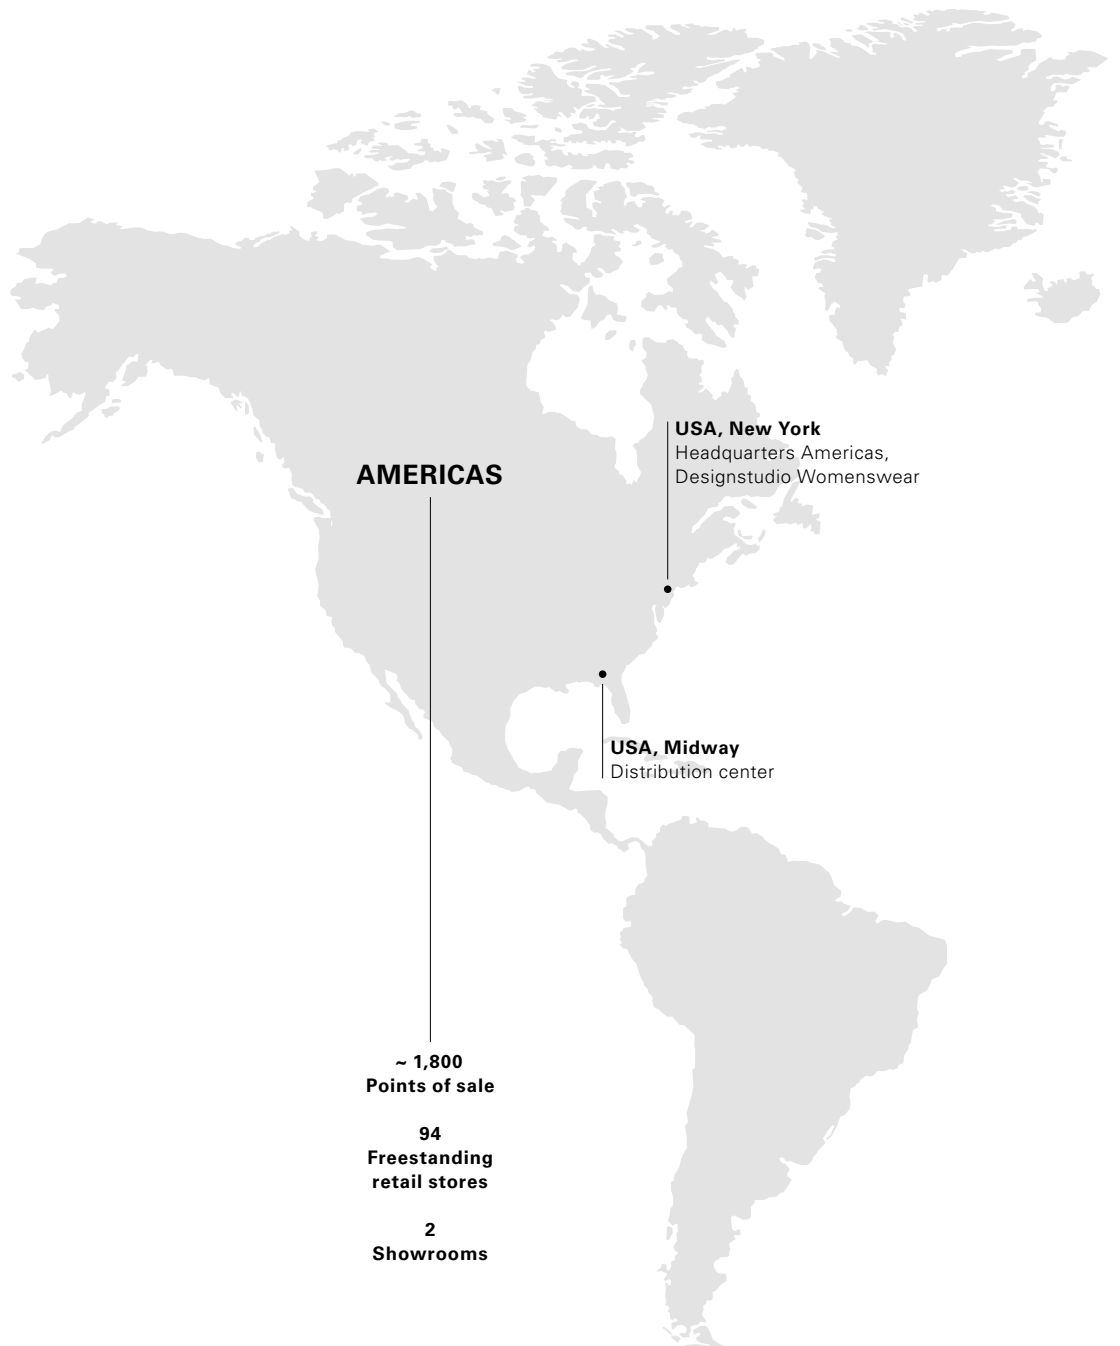 USA, New York
Headquarters Americas,
Designstudio Womenswear
AMERICAS
USA, Midway
Distribution center
~ 1,800
Points of sale
94
Freestanding
retail stores
2
Showrooms